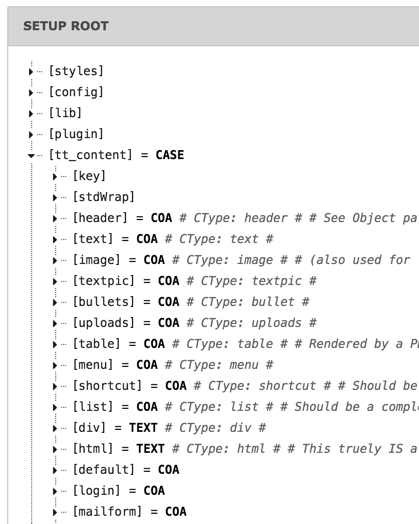 SETUP ROOT
[styles]
[config]
[lib]
[plugin]
[tt_content] = CASE
[key]
[stdWrap]
[header] = COA # CType: header # # See Object pa
[text] = COA # CType: text #
[image] = COA # CType: image # # (also used for
[textpic] = COA # CType: textpic #
[bullets] = COA # CType: bullet #
[uploads] = COA # CType: uploads #
[table] = COA # CType: table # # Rendered by a P
[menu] = COA # CType: menu #
[shortcut] = COA # CType: shortcut # # Should be
[list] = COA # CType: list # # Should be a compl
[div] = TEXT # CType: div #
[html] = TEXT # CType: html # # This truely IS a
[default] = COA
[login] = COA
[mailform] = COA